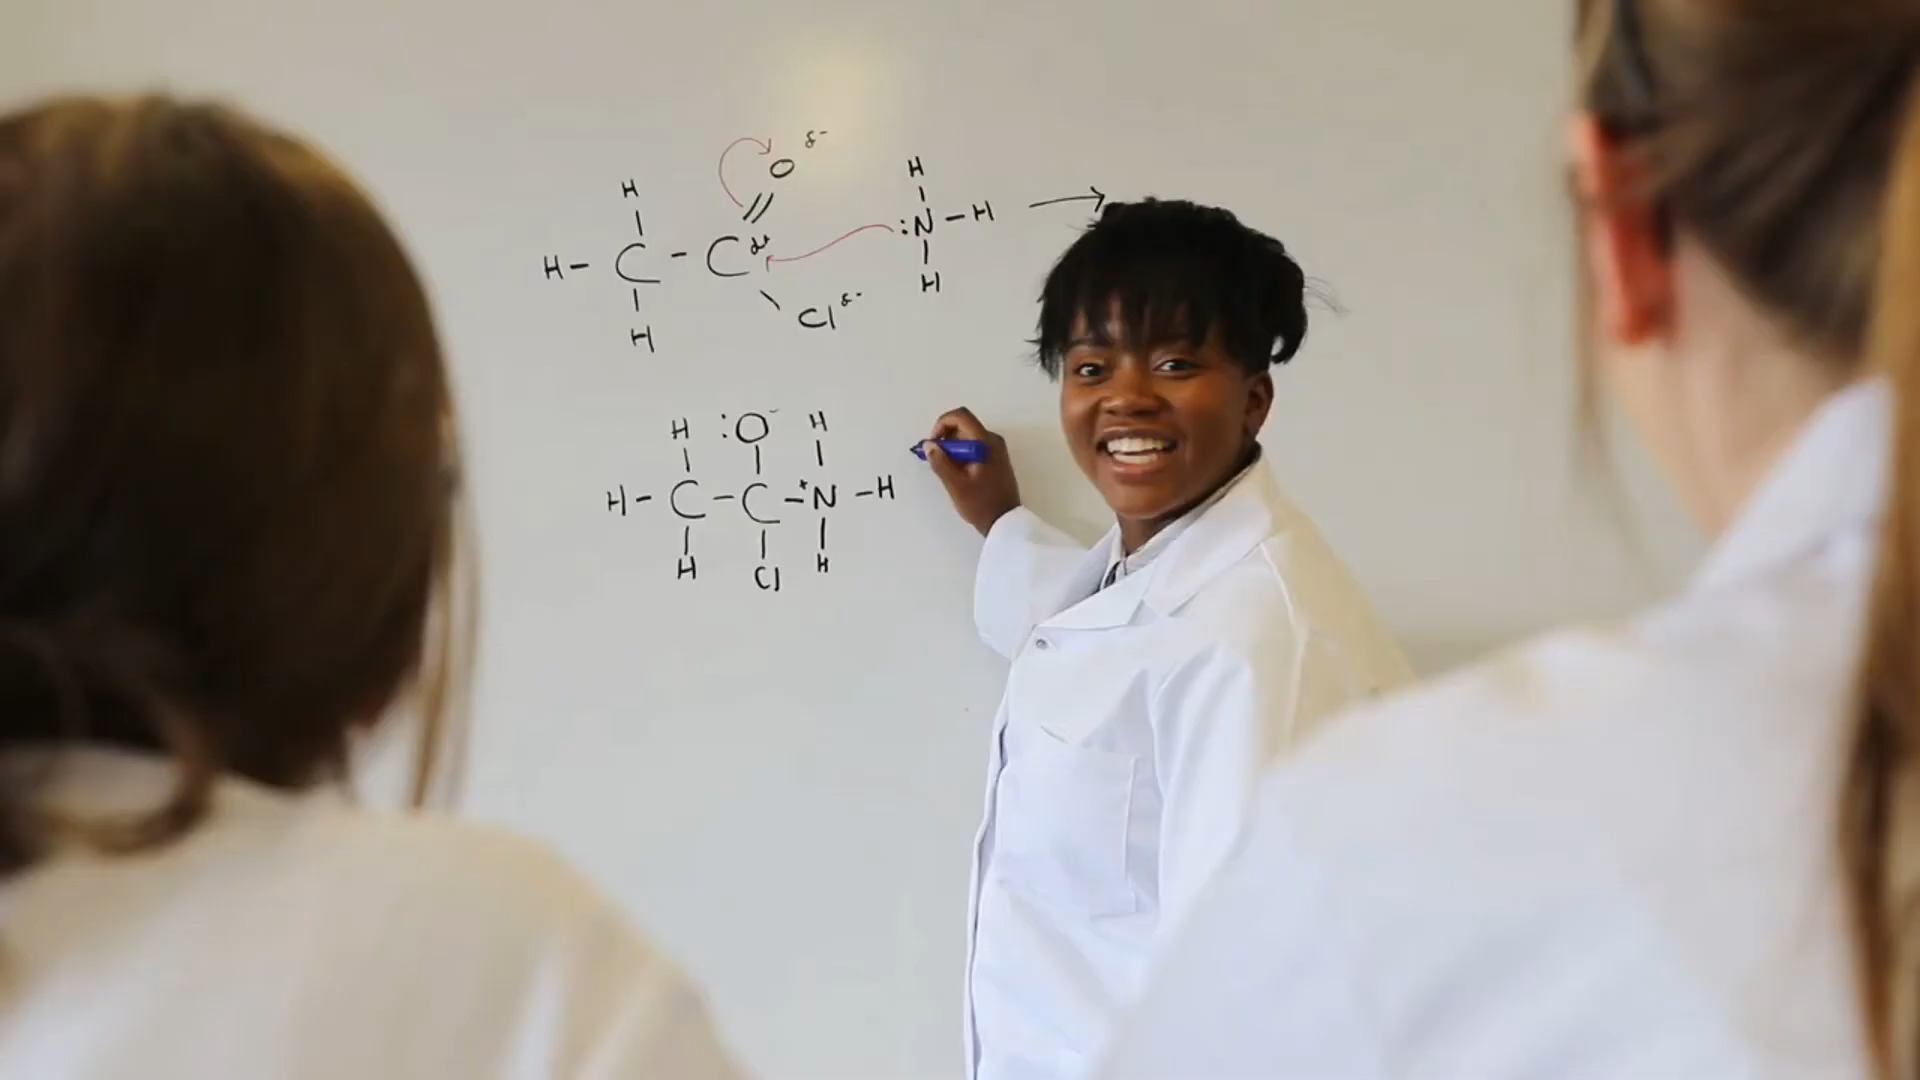 δ-
H O H
H - C - C δ+ :N - H
H Cl δ- H
H :O - H
H - C - C - + N - H
H Cl H